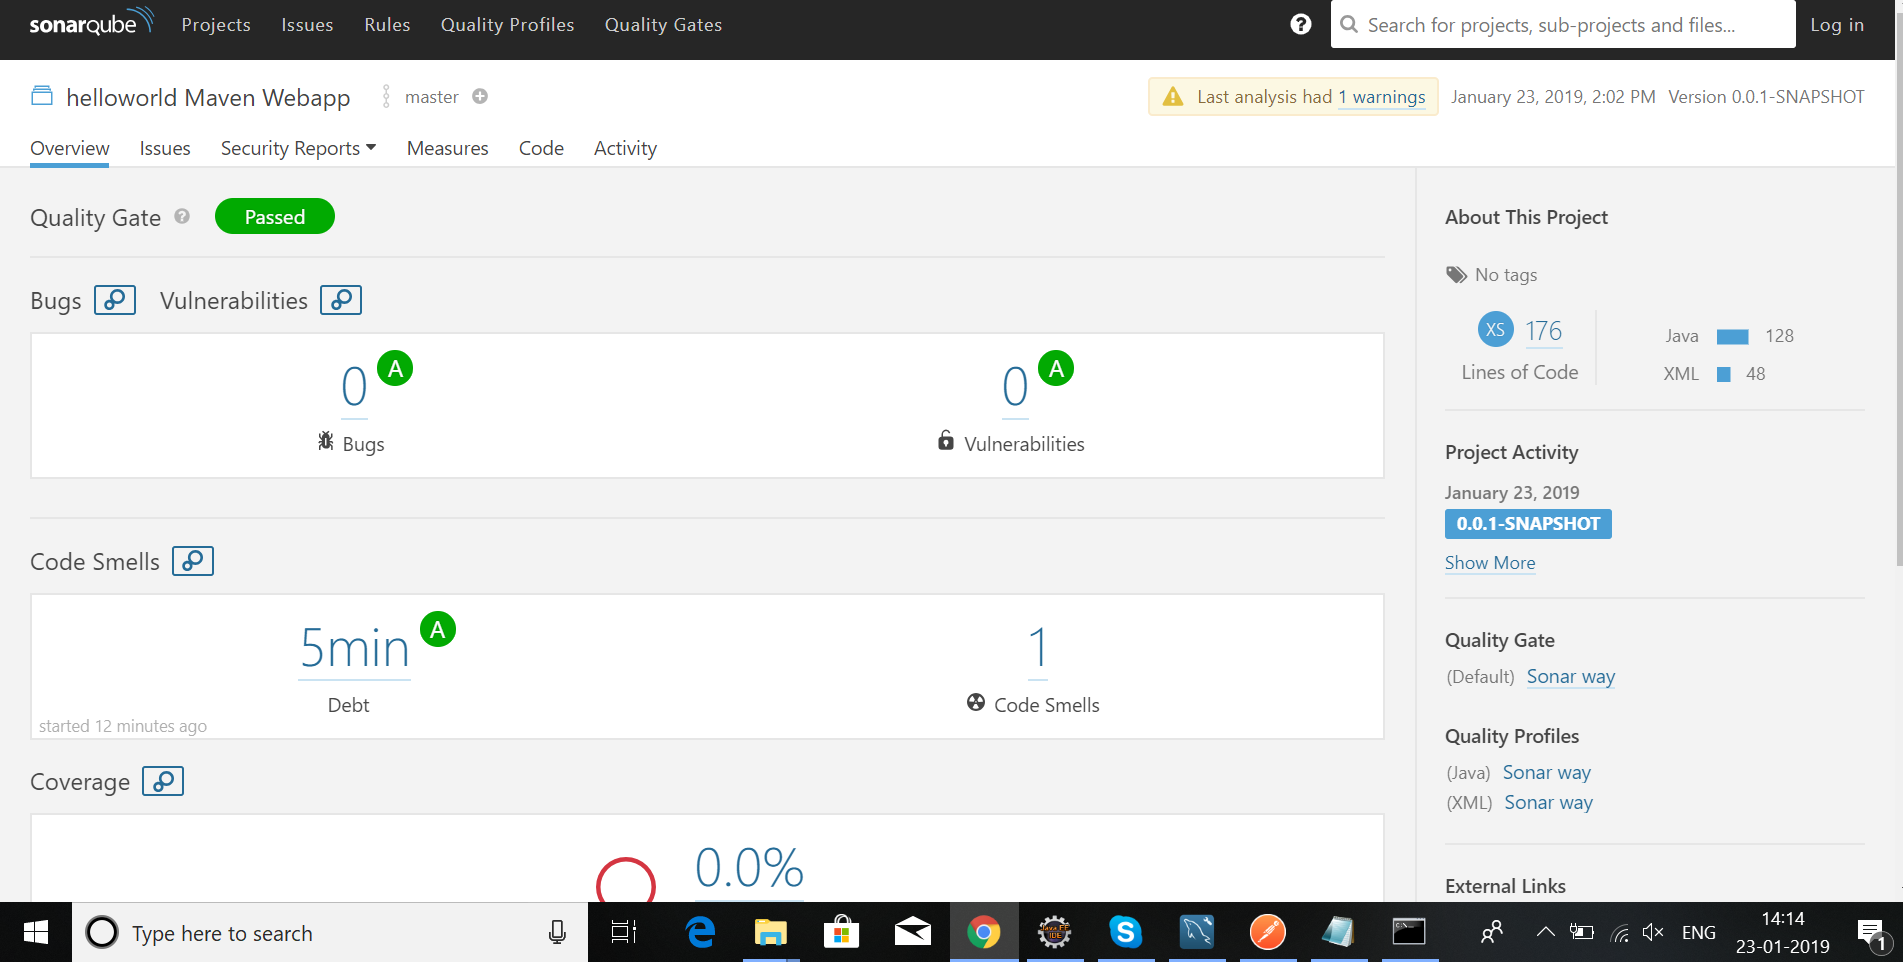 sonarqube Projects Issues Rules Quality Profiles Quality Gates ? Search for projects, sub-projects and files... Log in
helloworld Maven Webapp master Last analysis had 1 warnings January 23, 2019, 2:02 PM Version 0.0.1-SNAPSHOT
Overview Issues Security Reports Measures Code Activity
Quality Gate ? Passed
Bugs Vulnerabilities
0 A 0 A
Bugs Vulnerabilities
Code Smells
5min A 1
Debt Code Smells
started 12 minutes ago
Coverage
0.0%
About This Project
No tags
XS 176
Lines of Code
Java 128
XML 48
Project Activity
January 23, 2019
0.0.1-SNAPSHOT
Show More
Quality Gate
(Default) Sonar way
Quality Profiles
(Java) Sonar way
(XML) Sonar way
External Links
Type here to search
Java EE
IDE
ENG
14:14
23-01-2019
1